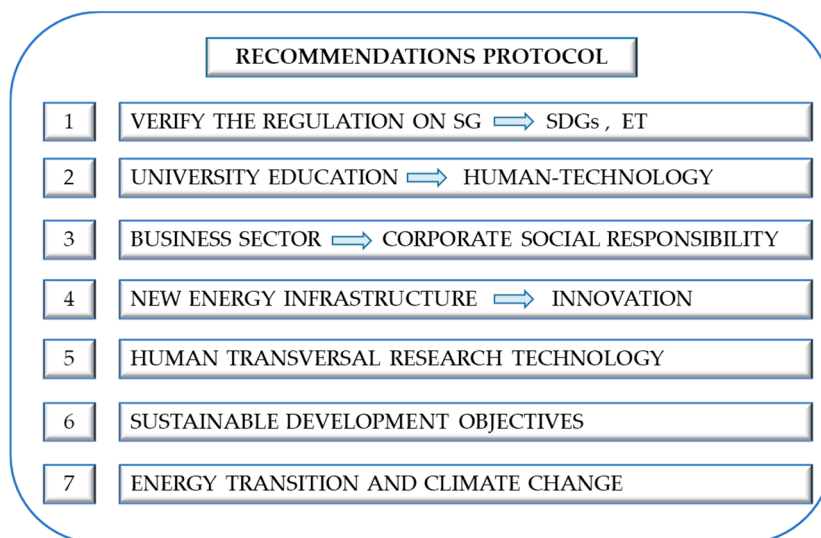 RECOMMENDATIONS PROTOCOL
1 VERIFY THE REGULATION ON SG SDGs , ET
2 UNIVERSITY EDUCATION HUMAN-TECHNOLOGY
3 BUSINESS SECTOR CORPORATE SOCIAL RESPONSIBILITY
4 NEW ENERGY INFRASTRUCTURE INNOVATION
5 HUMAN TRANSVERSAL RESEARCH TECHNOLOGY
6 SUSTAINABLE DEVELOPMENT OBJECTIVES
7 ENERGY TRANSITION AND CLIMATE CHANGE